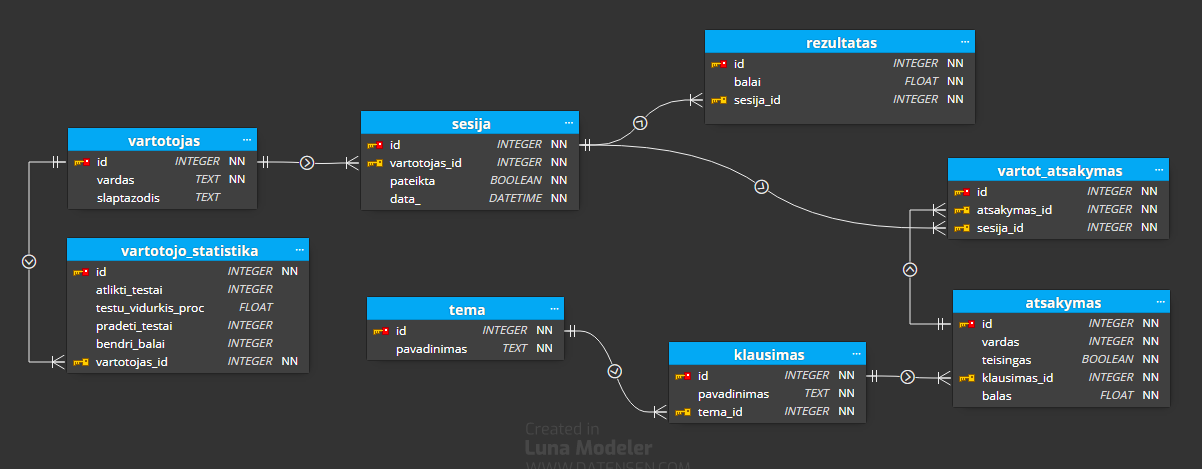 rezultatas ...
id INTEGER NN
balai FLOAT NN
sesija_id INTEGER NN
sesija ...
id INTEGER NN
vartotojas_id INTEGER NN
pateikta BOOLEAN NN
data_ DATETIME NN
vartotojas ...
id INTEGER NN
vardas TEXT NN
slaptazodis TEXT
vartot_atsakymas ...
id INTEGER NN
atsakymas_id INTEGER NN
sesija_id INTEGER NN
vartotojo_statistika ...
id INTEGER NN
atlikti_testai INTEGER
testu_vidurkis_proc FLOAT
pradeti_testai INTEGER
bendri_balai INTEGER
vartotojas_id INTEGER NN
tema ...
id INTEGER NN
pavadinimas TEXT NN
klausimas ...
id INTEGER NN
pavadinimas TEXT NN
tema_id INTEGER NN
atsakymas ...
id INTEGER NN
vardas INTEGER NN
teisingas BOOLEAN NN
klausimas_id INTEGER NN
balas FLOAT NN
Created in
Luna Modeler
WWW.DATENSEN.COM